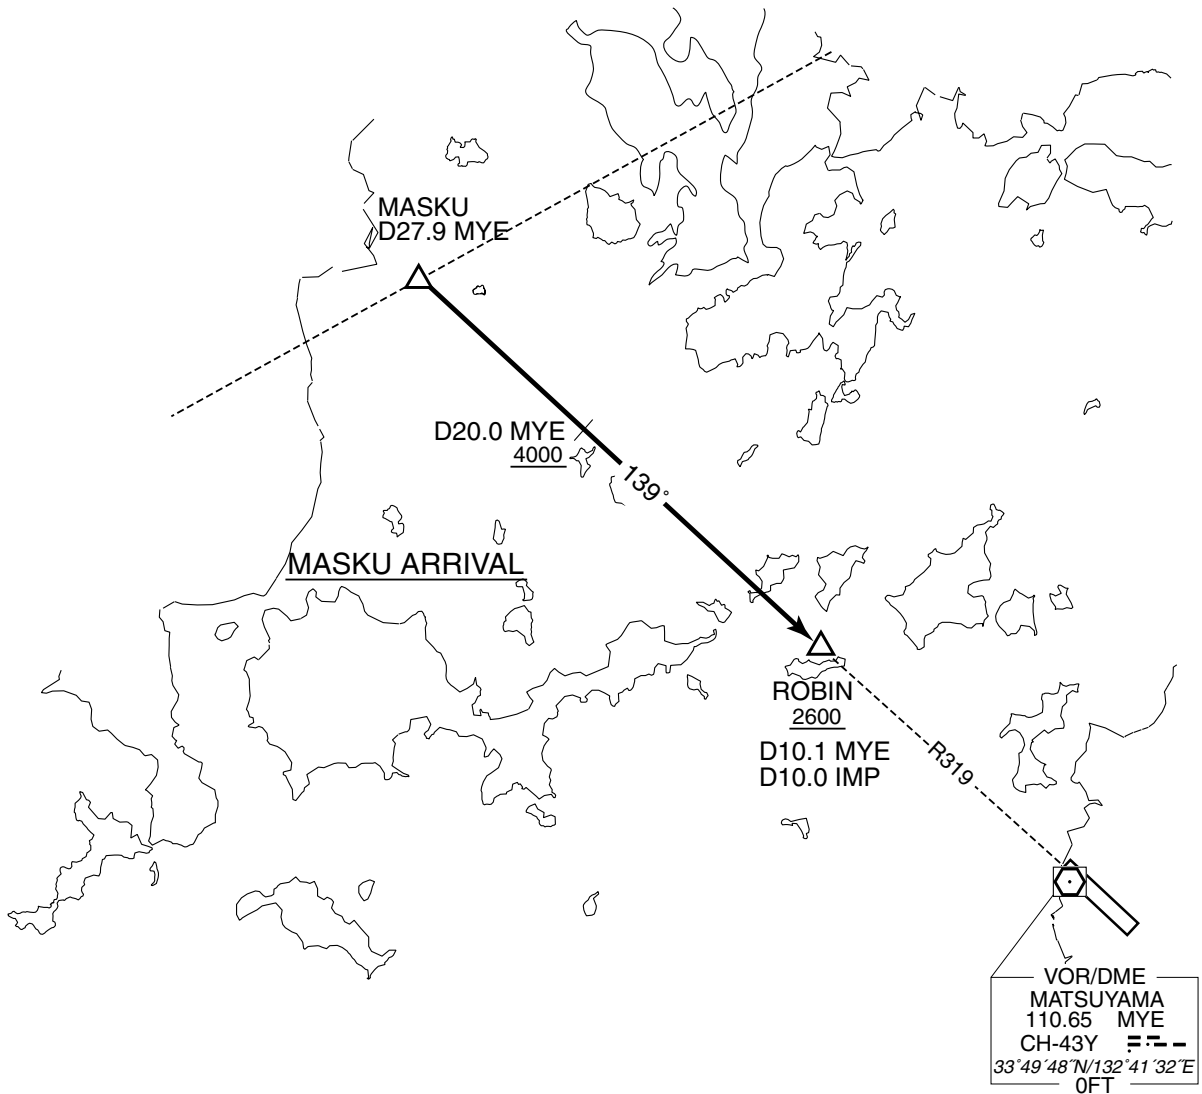 MASKU
D27.9 MYE
D20.0 MYE
4000
139°
MASKU ARRIVAL
ROBIN
2600
D10.1 MYE
D10.0 IMP
R319
VOR/DME
MATSUYAMA
110.65 MYE
CH-43Y
33°49´48˝N/132°41´32˝E
0FT